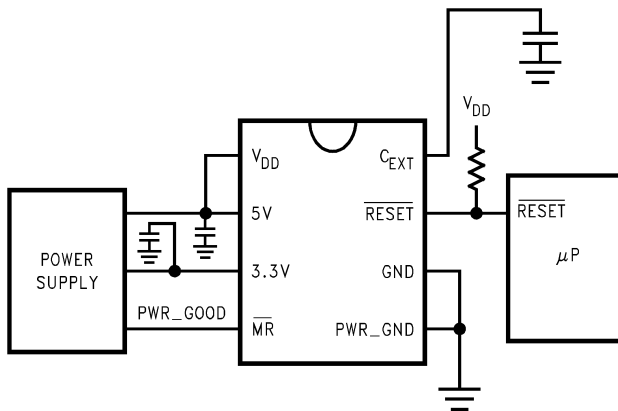 V_DD
V_DD
C_EXT
5V
RESET
RESET
POWER
SUPPLY
3.3V
GND
μP
PWR_GOOD
MR
PWR_GND